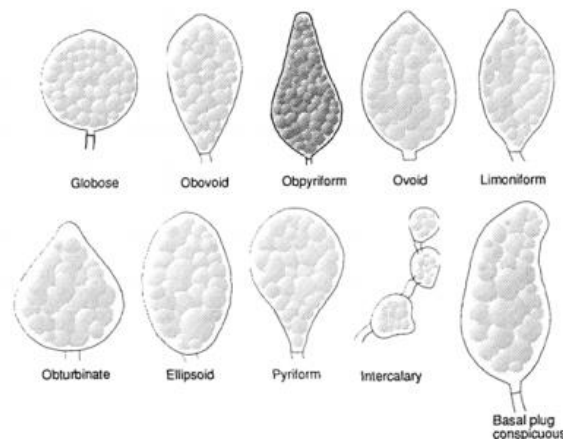 Globose
Obovoid
Obpyriform
Ovoid
Limoniform
Obturbinate
Ellipsoid
Pyriform
Intercalary
Basal plug
conspicuous